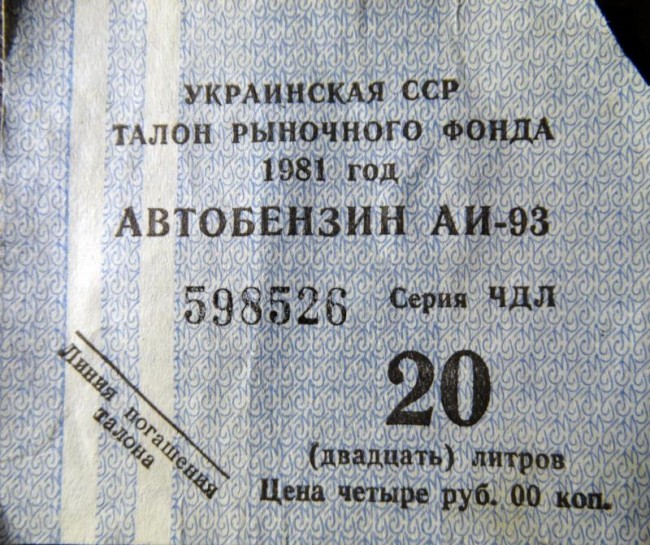 УКРАИНСКАЯ ССР
ТАЛОН РЫНОЧНОГО ФОНДА
1981 год
АВТОБЕНЗИН АИ-93
598526 Серия ЧДЛ
20
(двадцать) литров
Цена четыре руб. 00 коп.
Линия погашения
талона